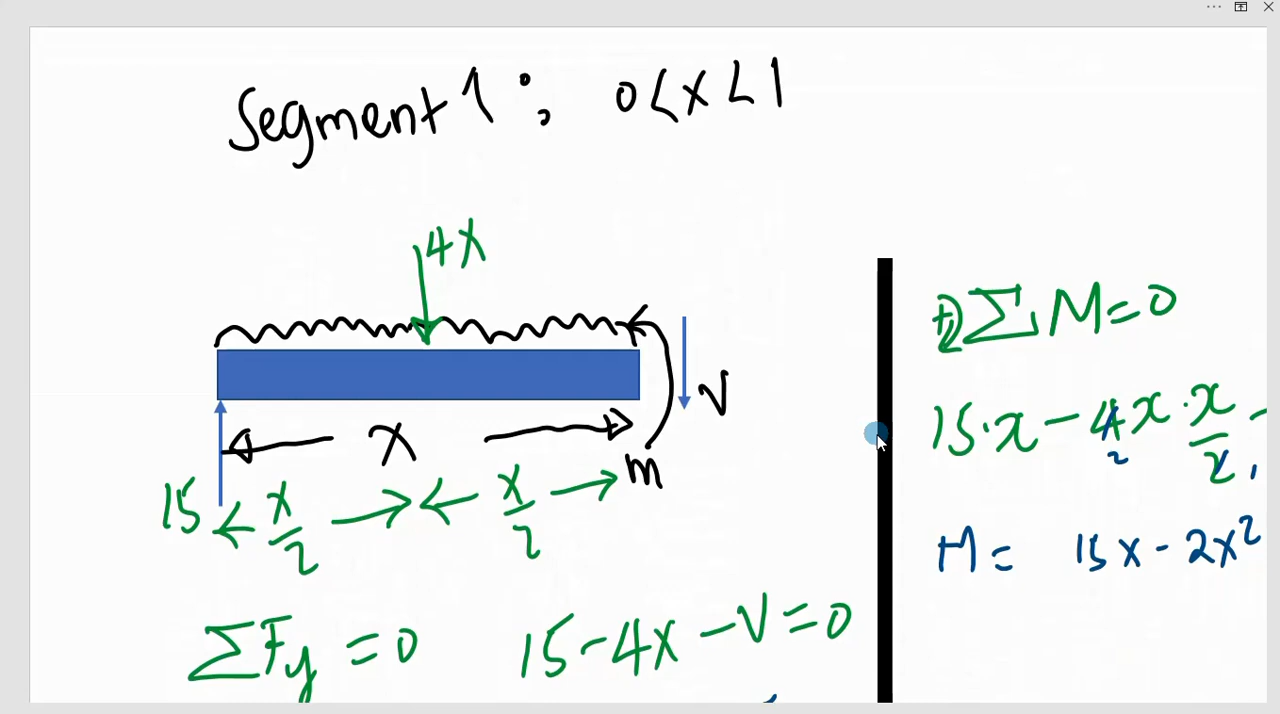 Segment 1 : 0<x<1
4x
V
x
m
15
x/2
x/2
ΣFy = 0 15-4x-V=0
+ ΣM=0
15·x-4x·x/2-
2
M= 15x-2x²